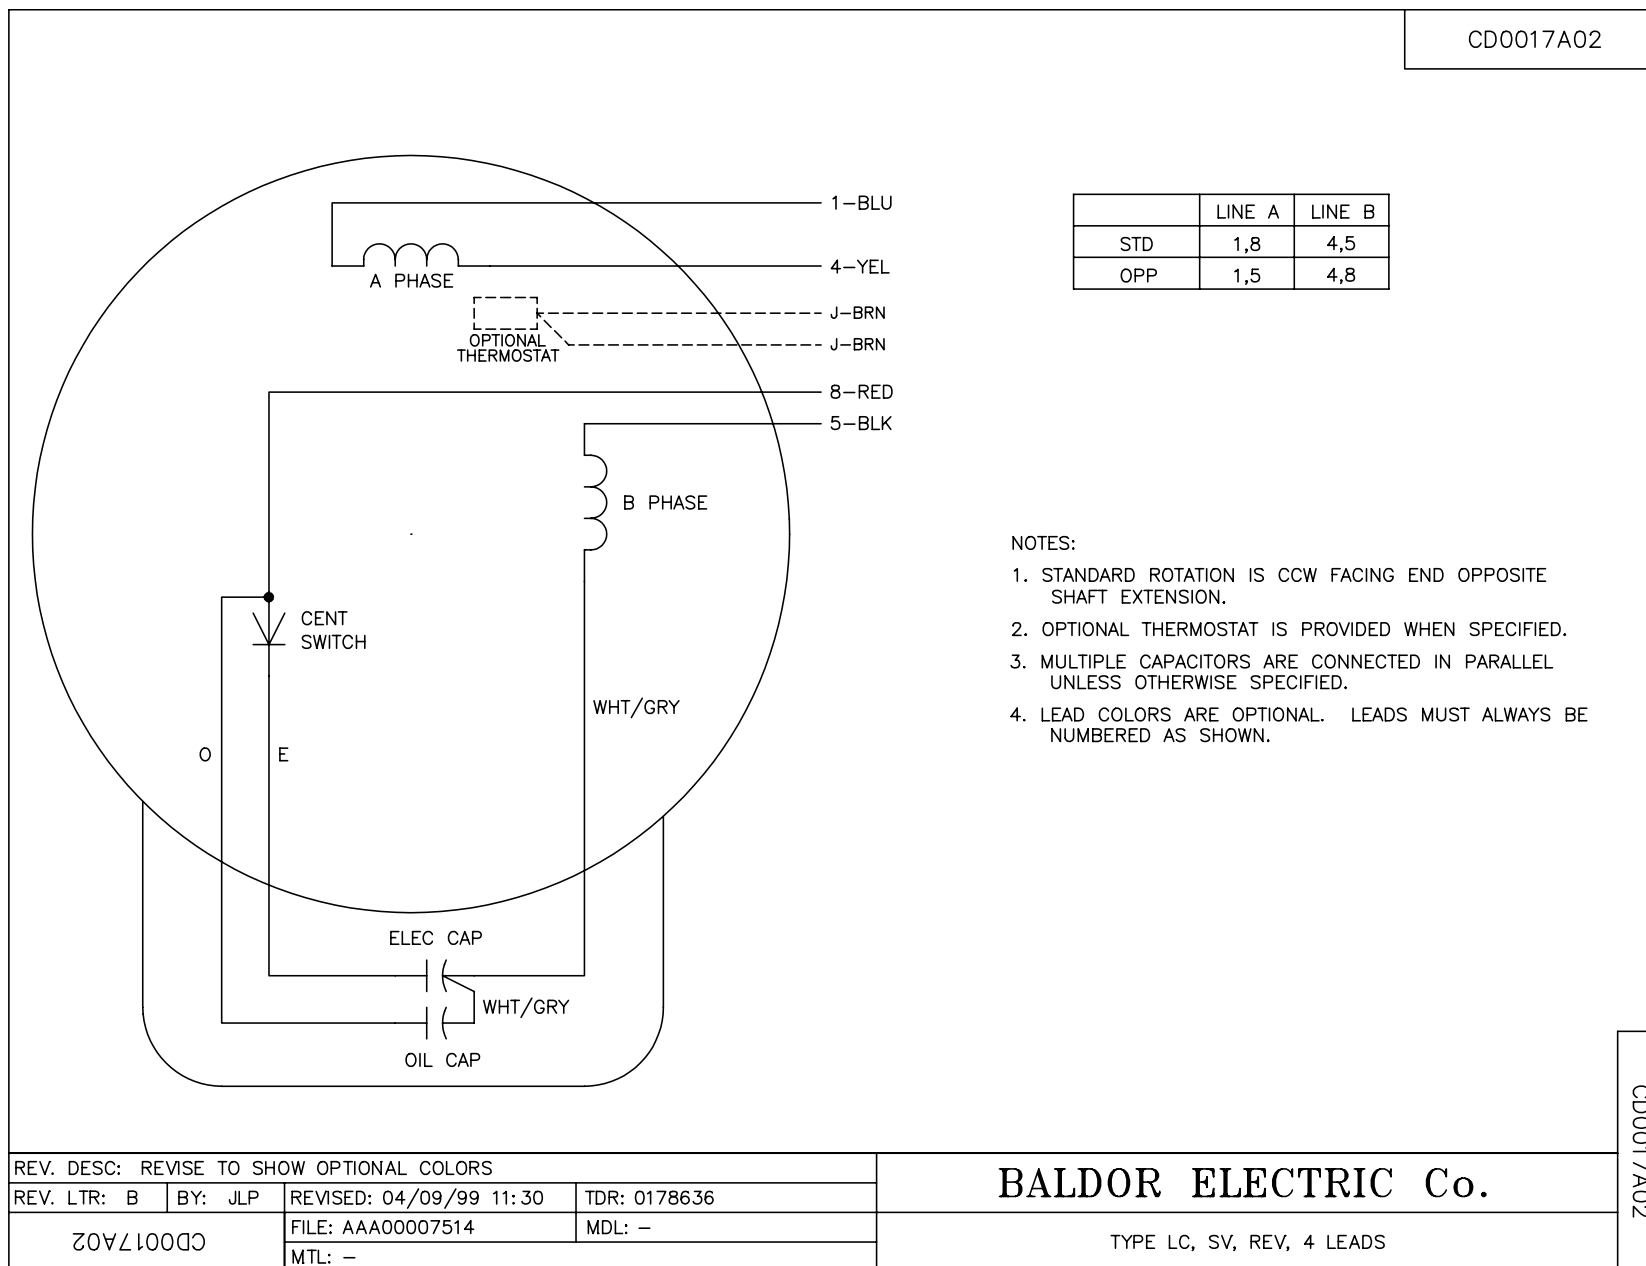 CD0017A02
1-BLU
4-YEL
A PHASE
J-BRN
J-BRN
OPTIONAL
THERMOSTAT
8-RED
5-BLK
B PHASE
CENT
SWITCH
WHT/GRY
O
E
ELEC CAP
WHT/GRY
OIL CAP
LINE A LINE B
STD 1,8 4,5
OPP 1,5 4,8
NOTES:
1. STANDARD ROTATION IS CCW FACING END OPPOSITE
SHAFT EXTENSION.
2. OPTIONAL THERMOSTAT IS PROVIDED WHEN SPECIFIED.
3. MULTIPLE CAPACITORS ARE CONNECTED IN PARALLEL
UNLESS OTHERWISE SPECIFIED.
4. LEAD COLORS ARE OPTIONAL. LEADS MUST ALWAYS BE
NUMBERED AS SHOWN.
CD0017A02
REV. DESC: REVISE TO SHOW OPTIONAL COLORS
REV. LTR: B BY: JLP REVISED: 04/09/99 11:30 TDR: 0178636
CD0017A02
FILE: AAA00007514 MDL: -
MTL: -
BALDOR ELECTRIC Co.
TYPE LC, SV, REV, 4 LEADS